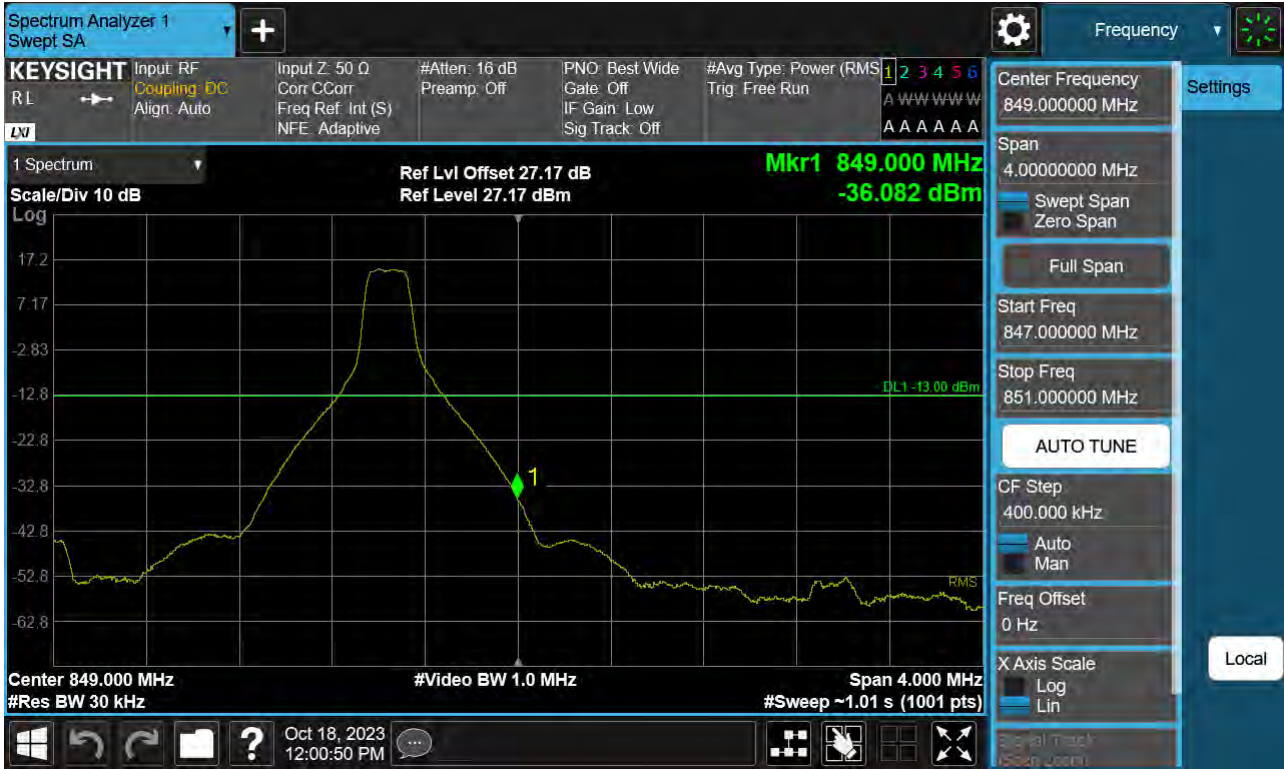 Spectrum Analyzer 1
Swept SA
+
Frequency
KEYSIGHT
RL
LXI
Input: RF
Coupling: DC
Align: Auto
Input Z: 50 Ω
Corr CCorr
Freq Ref: Int (S)
NFE: Adaptive
#Atten: 16 dB
Preamp: Off
PNO: Best Wide
Gate: Off
IF Gain: Low
Sig Track: Off
#Avg Type: Power (RMS
Trig: Free Run
1 2 3 4 5 6
A W W W W W
A A A A A A
1 Spectrum
Scale/Div 10 dB
Log
Ref Lvl Offset 27.17 dB
Ref Level 27.17 dBm
Mkr1 849.000 MHz
-36.082 dBm
17.2
7.17
-2.83
-12.8
-22.8
-32.8
-42.8
-52.8
-62.8
DL1 -13.00 dBm
1
RMS
Center 849.000 MHz
#Video BW 1.0 MHz
Span 4.000 MHz
#Res BW 30 kHz
#Sweep ~1.01 s (1001 pts)
Center Frequency
849.000000 MHz
Settings
Span
4.00000000 MHz
Swept Span
Zero Span
Full Span
Start Freq
847.000000 MHz
Stop Freq
851.000000 MHz
AUTO TUNE
CF Step
400.000 kHz
Auto
Man
Freq Offset
0 Hz
X Axis Scale
Log
Lin
Local
Signal Track
(Span Zoom)
?
Oct 18, 2023
12:00:50 PM